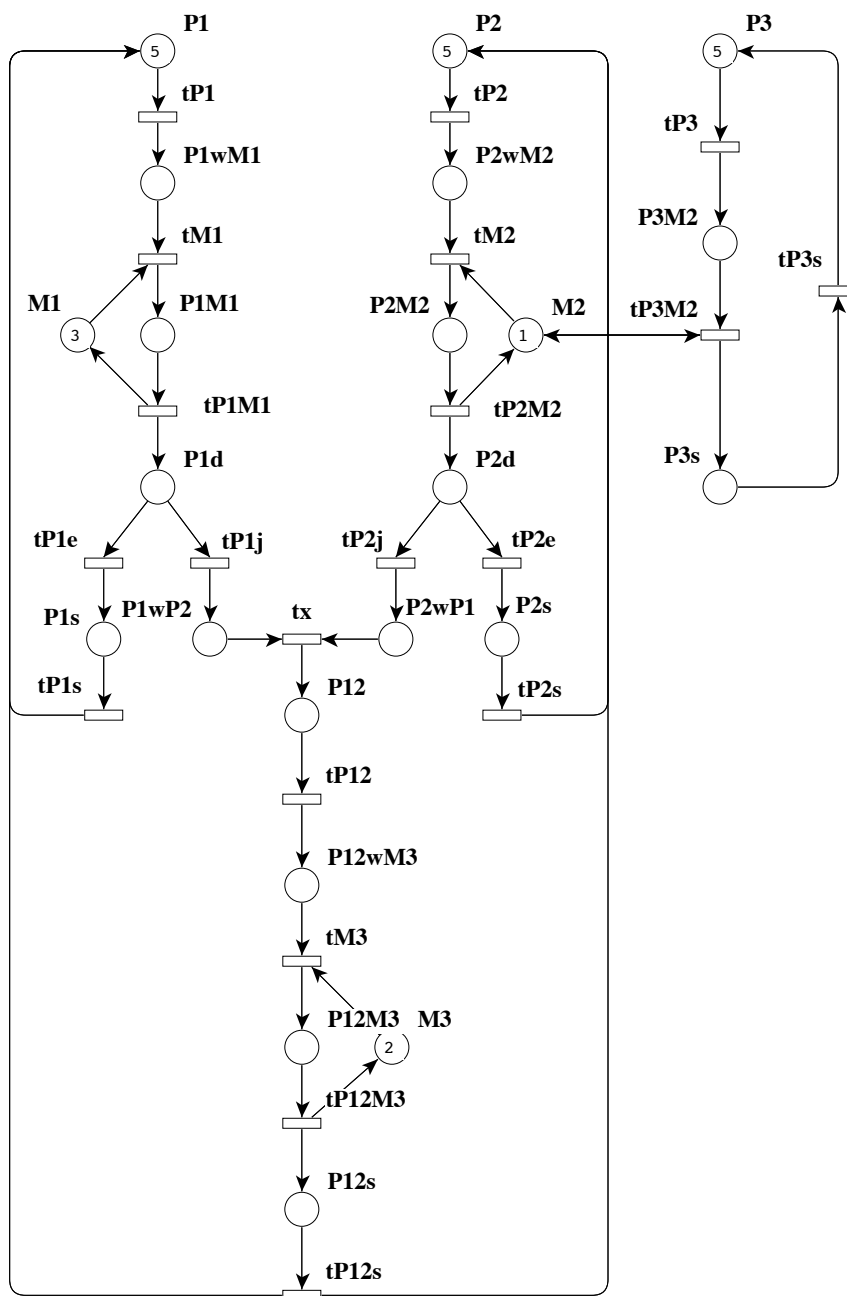 P1 P2 P3
5 5 5
tP1 tP2
tP3
P1wM1 P2wM2
P3M2
tM1 tM2
tP3s
M1 P1M1 P2M2 M2 tP3M2
3 1
tP1M1 tP2M2
P1d P2d P3s
tP1e tP1j tP2j tP2e
P1s P1wP2 tx P2wP1 P2s
tP1s P12 tP2s
tP12
P12wM3
tM3
P12M3 M3
2
tP12M3
P12s
tP12s